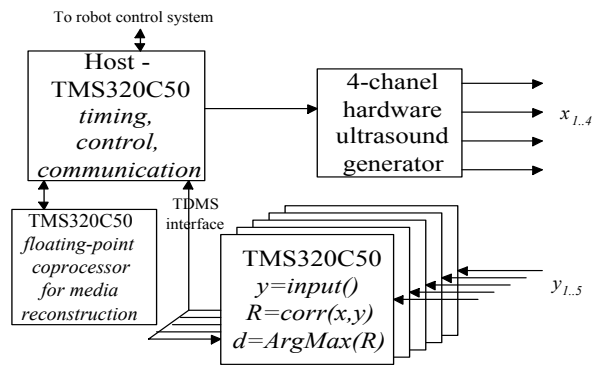 To robot control system
Host -
TMS320C50
timing,
control,
communication
4-chanel
hardware
ultrasound
generator
x1..4
TMS320C50
floating-point
coprocessor
for media
reconstruction
TDMS
interface
TMS320C50
y=input()
R=corr(x,y)
d=ArgMax(R)
y1..5